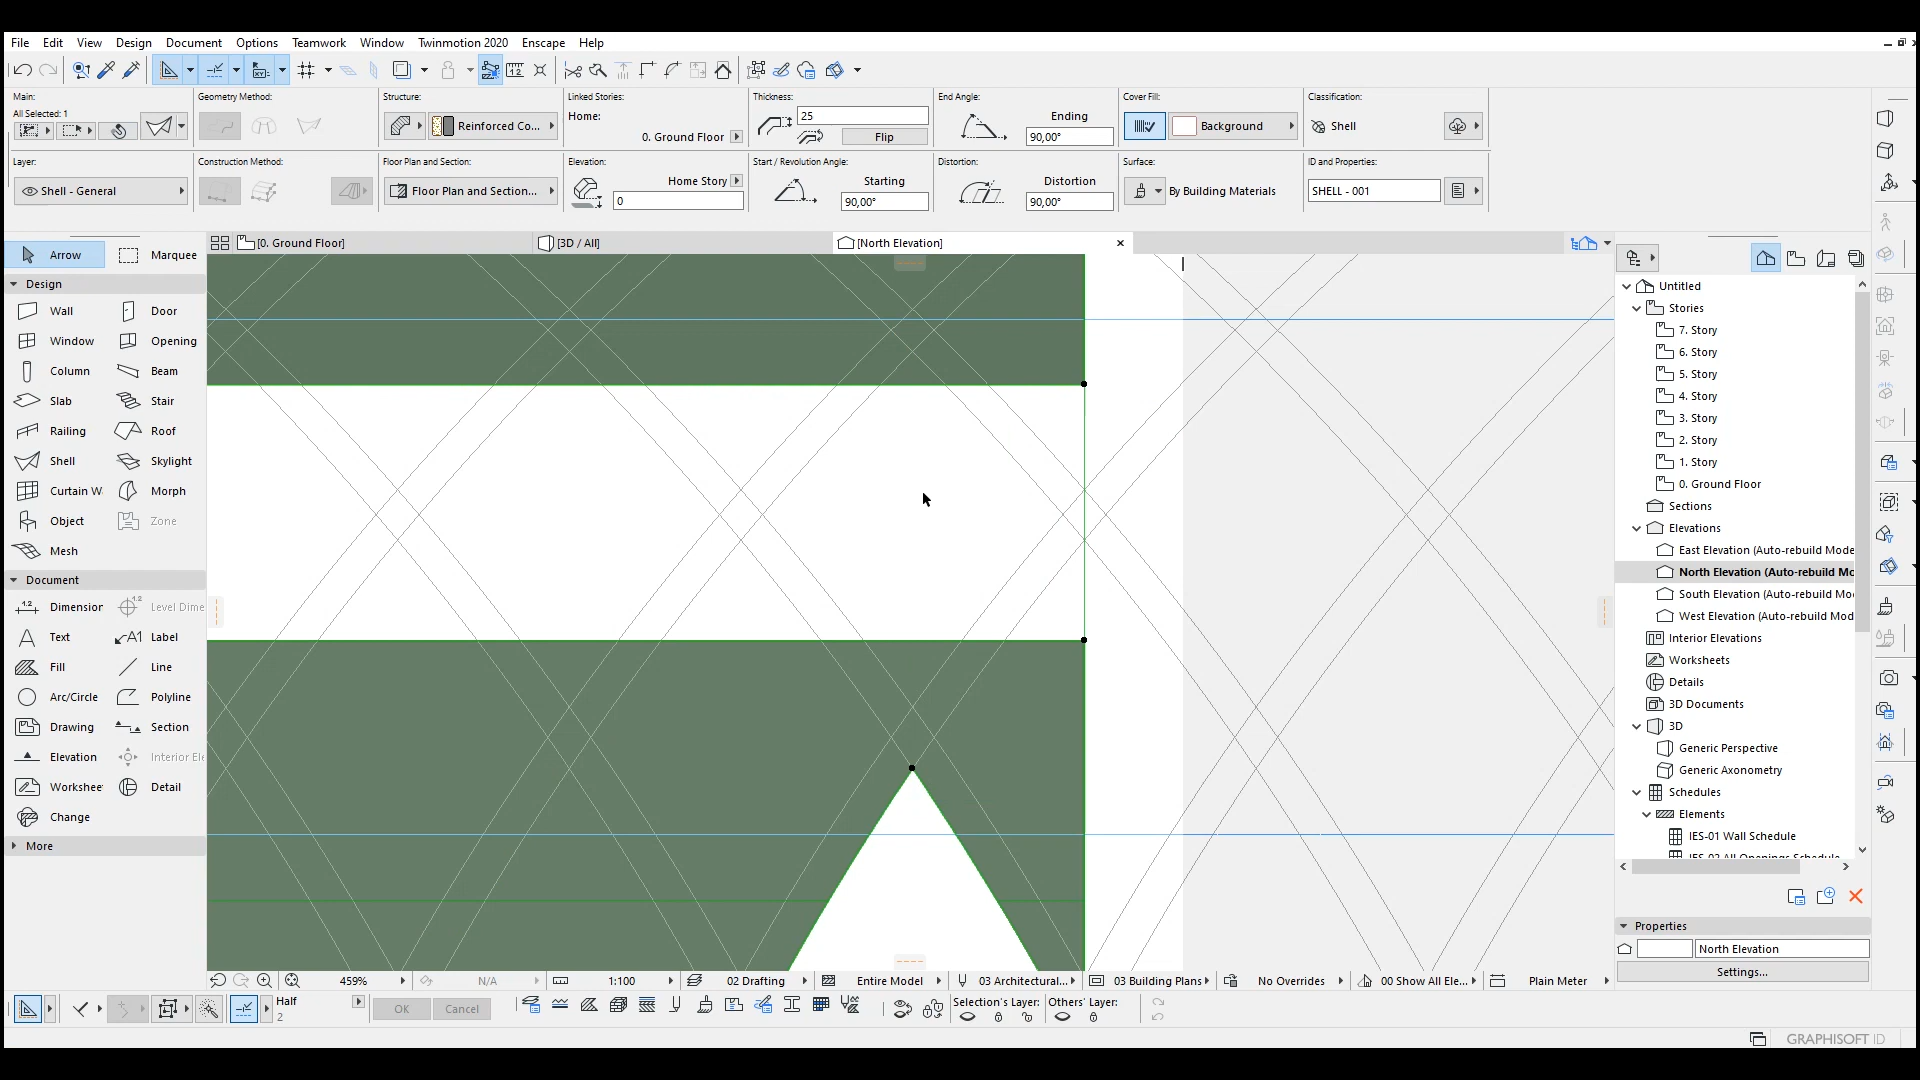 File Edit View Design Document Options Teamwork Window Twinmotion 2020 Enscape Help
Main:
All Selected: 1
Geometry Method:
Structure:
Reinforced Co...
Linked Stories:
Home:
0. Ground Floor
Thickness:
25
Flip
End Angle:
Ending
90,00°
Cover Fill:
Background
Classification:
Shell
Layer:
Shell - General
Construction Method:
Floor Plan and Section:
Floor Plan and Section...
Elevation:
Home Story
0
Start / Revolution Angle:
Starting
90,00°
Distortion:
Distortion
90,00°
Surface:
By Building Materials
ID and Properties:
SHELL - 001
Arrow Marquee
[0. Ground Floor]
[3D / All]
[North Elevation]
Design
Wall Door
Window Opening
Column Beam
Slab Stair
Railing Roof
Shell Skylight
Curtain W Morph
Object Zone
Mesh
Document
Dimension Level Dime
Text Label
Fill Line
Arc/Circle Polyline
Drawing Section
Elevation Interior Ele
Workshee Detail
Change
More
Untitled
Stories
7. Story
6. Story
5. Story
4. Story
3. Story
2. Story
1. Story
0. Ground Floor
Sections
Elevations
East Elevation (Auto-rebuild Mode
North Elevation (Auto-rebuild Mo
South Elevation (Auto-rebuild Mo
West Elevation (Auto-rebuild Mod
Interior Elevations
Worksheets
Details
3D Documents
3D
Generic Perspective
Generic Axonometry
Schedules
Elements
IES-01 Wall Schedule
IES-02 All Openings Schedule
Properties
North Elevation
Settings...
459% N/A 1:100 02 Drafting Entire Model 03 Architectural... 03 Building Plans No Overrides 00 Show All Ele... Plain Meter
Half
2
OK Cancel
Selection's Layer: Others' Layer:
GRAPHISOFT ID